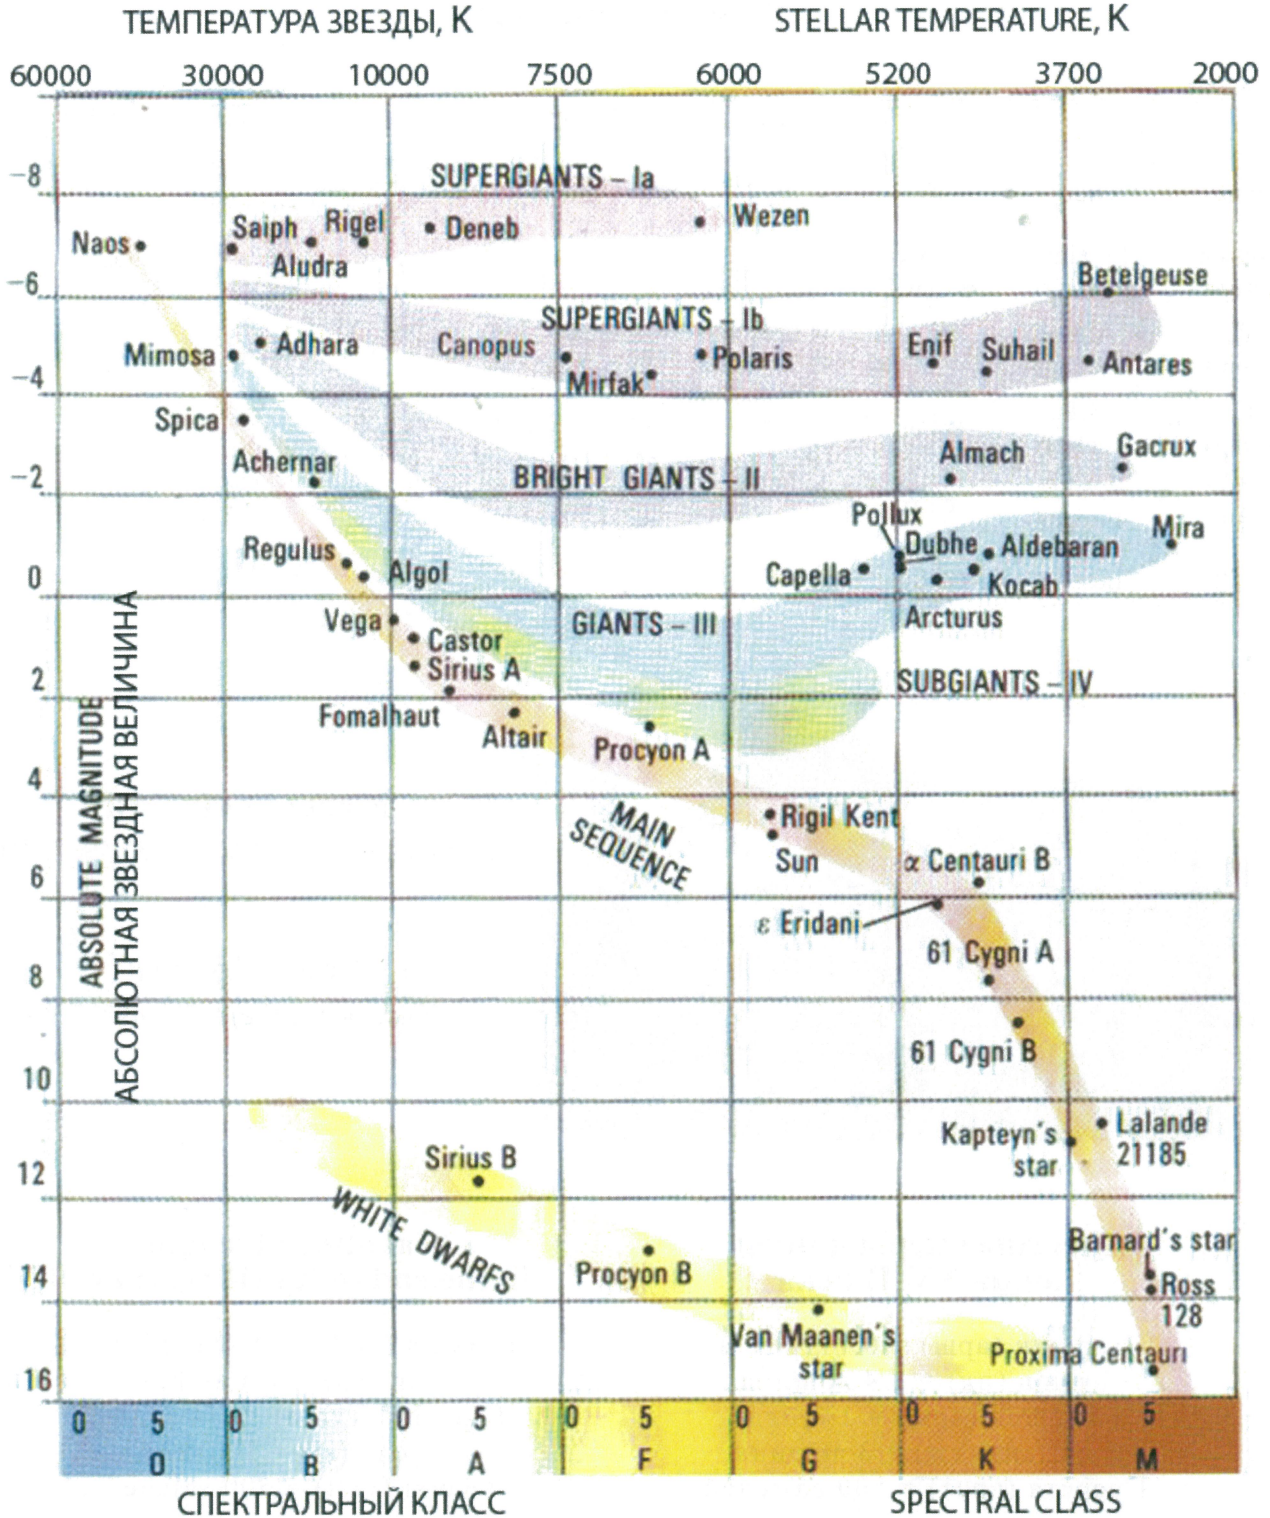 ТЕМПЕРАТУРА ЗВЕЗДЫ, K STELLAR TEMPERATURE, K
60000 30000 10000 7500 6000 5200 3700 2000
-8
SUPERGIANTS – Ia
Naos
Saiph
Rigel
Aludra
Deneb
Wezen
-6
Betelgeuse
SUPERGIANTS – Ib
Mimosa
Adhara
Canopus
Mirfak
Polaris
Enif
Suhail
Antares
-4
Spica
Achernar
-2
BRIGHT GIANTS – II
Almach
Gacrux
Pollux
Dubhe
Aldebaran
Mira
Regulus
Algol
Capella
Kocab
0
Vega
Castor
GIANTS – III
Arcturus
Sirius A
2
SUBGIANTS – IV
Fomalhaut
Altair
Procyon A
4
MAIN
SEQUENCE
Rigil Kent
Sun
α Centauri B
6
ε Eridani
61 Cygni A
8
61 Cygni B
10
Kapteyn's
star
Lalande
21185
Sirius B
12
WHITE DWARFS
Barnard's star
Procyon B
14
Ross
128
Van Maanen's
star
Proxima Centauri
16
ABSOLUTE MAGNITUDE
АБСОЛЮТНАЯ ЗВЕЗДНАЯ ВЕЛИЧИНА
0 5 0 5 0 5 0 5 0 5 0 5 0 5
O B A F G K M
СПЕКТРАЛЬНЫЙ КЛАСС SPECTRAL CLASS